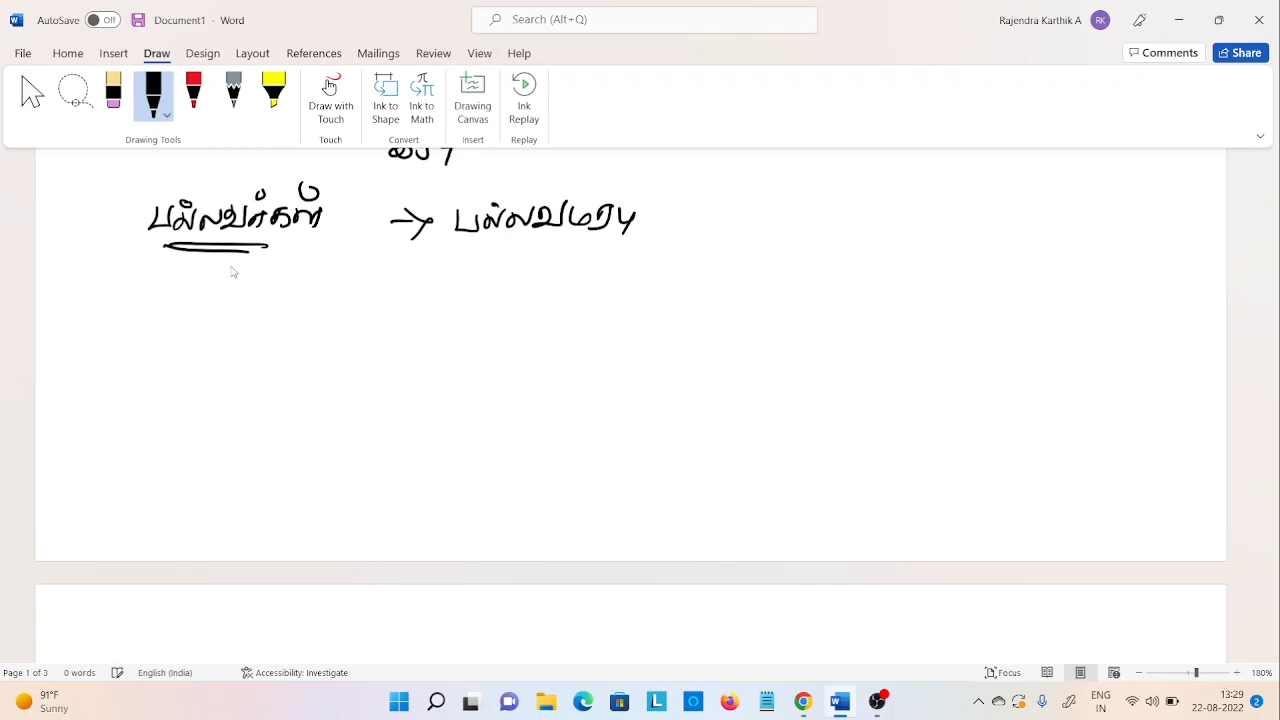 AutoSave Off Document1 - Word Search (Alt+Q) Rajendra Karthik A RK
File Home Insert Draw Design Layout References Mailings Review View Help Comments Share
Draw with Touch Ink to Shape Ink to Math Drawing Canvas Ink Replay
Drawing Tools Touch Convert Insert Replay
பல்லவர்கள் → பல்லவமரபு
Page 1 of 3 0 words English (India) Accessibility: Investigate Focus 180%
91°F Sunny ENG IN 13:29 22-08-2022 2